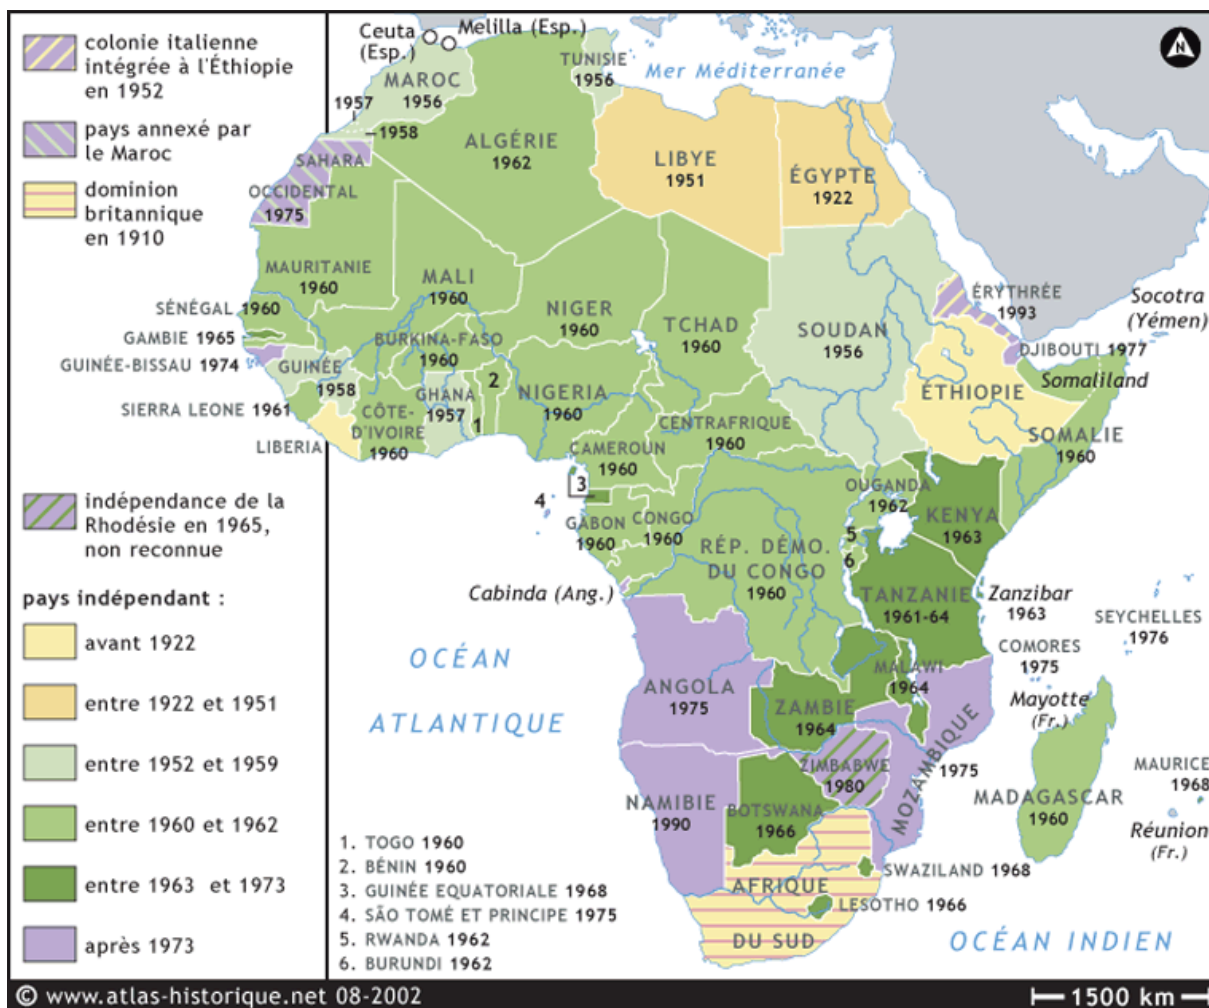 colonie italienne
intégrée à l'Éthiopie
en 1952
pays annexé par
le Maroc
dominion
britannique
en 1910
indépendance de la
Rhodésie en 1965,
non reconnue
pays indépendant :
avant 1922
entre 1922 et 1951
entre 1952 et 1959
entre 1960 et 1962
entre 1963 et 1973
après 1973
Ceuta
(Esp.)
Melilla (Esp.)
N
TUNISIE
1956
Mer Méditerranée
MAROC
1956
1957
1958
ALGÉRIE
1962
LIBYE
1951
ÉGYPTE
1922
SAHARA
OCCIDENTAL
1975
MAURITANIE
1960
MALI
1960
NIGER
1960
TCHAD
1960
SOUDAN
1956
ÉRYTHRÉE
1993
Socotra
(Yémen)
SÉNÉGAL 1960
GAMBIE 1965
GUINÉE-BISSAU 1974
GUINÉE
1958
SIERRA LEONE 1961
LIBERIA
BURKINA-FASO
1960
CÔTE-
D'IVOIRE
1960
GHANA
1957
1
2
NIGERIA
1960
CENTRAFRIQUE
1960
CAMEROUN
1960
DJIBOUTI 1977
Somaliland
ÉTHIOPIE
SOMALIE
1960
3
4
GABON
1960
CONGO
1960
RÉP. DÉMO.
DU CONGO
1960
OUGANDA
1962
KENYA
1963
5
6
TANZANIE
1961-64
Zanzibar
1963
SEYCHELLES
1976
COMORES
1975
Mayotte
(Fr.)
Cabinda (Ang.)
OCÉAN
ATLANTIQUE
ANGOLA
1975
ZAMBIE
1964
MALAWI
1964
MOZAMBIQUE
1975
ZIMBABWE
1980
NAMIBIE
1990
BOTSWANA
1966
MADAGASCAR
1960
MAURICE
1968
Réunion
(Fr.)
AFRIQUE
DU SUD
SWAZILAND 1968
LESOTHO 1966
OCÉAN INDIEN
1. TOGO 1960
2. BÉNIN 1960
3. GUINÉE EQUATORIALE 1968
4. SÃO TOMÉ ET PRINCIPE 1975
5. RWANDA 1962
6. BURUNDI 1962
© www.atlas-historique.net 08-2002
1500 km